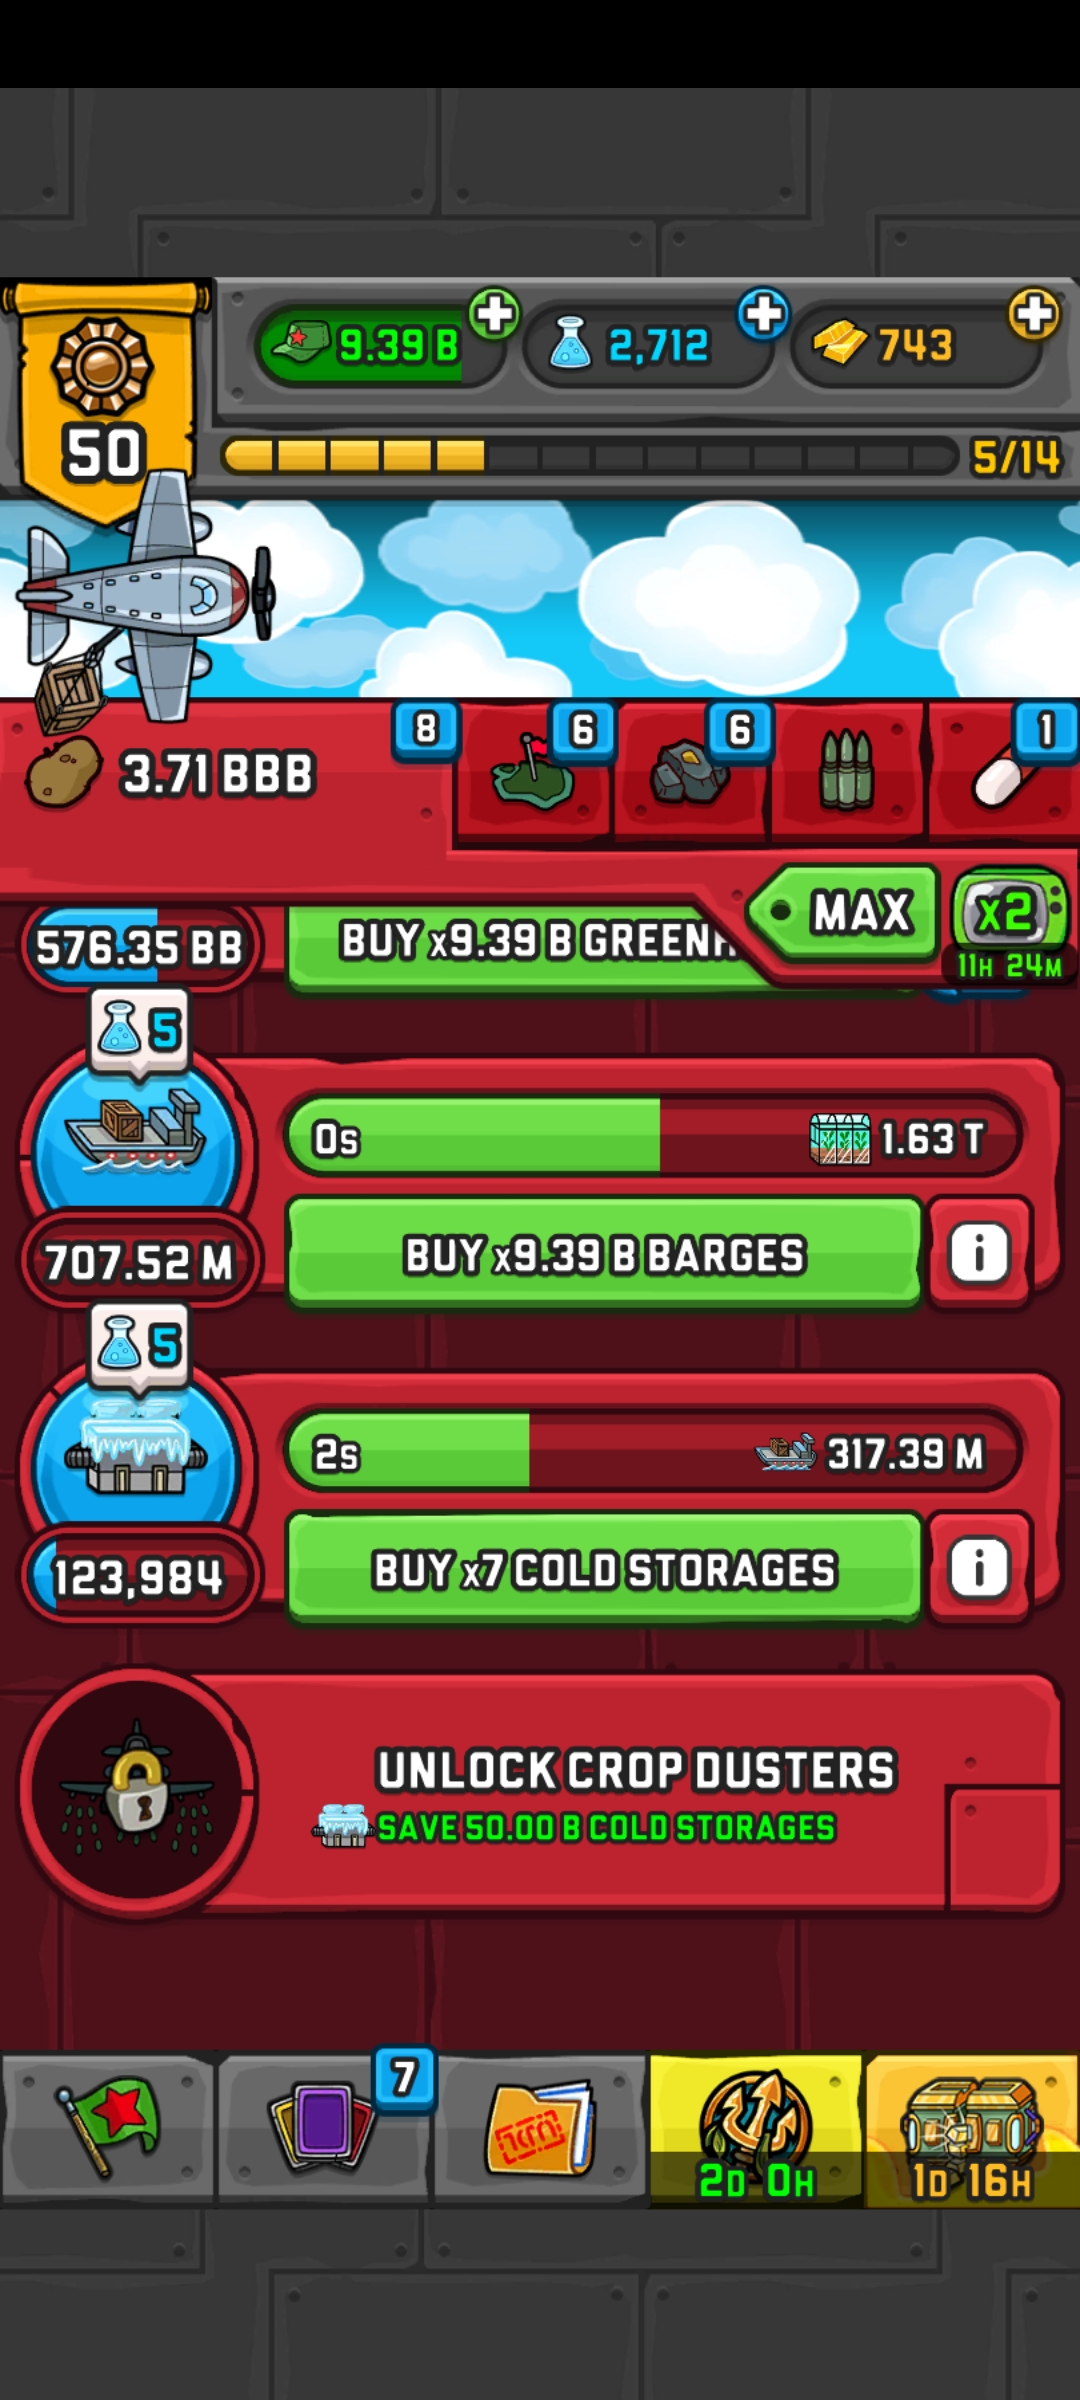 9.39 B
2,712
743
50
5/14
8
6
6
1
3.71 BBB
MAX
x2
11H 24M
576.35 BB
BUY x9.39 B GREENH
5
0s
1.63 T
707.52 M
BUY x9.39 B BARGES
i
5
2s
317.39 M
123,984
BUY x7 COLD STORAGES
i
UNLOCK CROP DUSTERS
SAVE 50.00 B COLD STORAGES
7
2D 0H
1D 16H